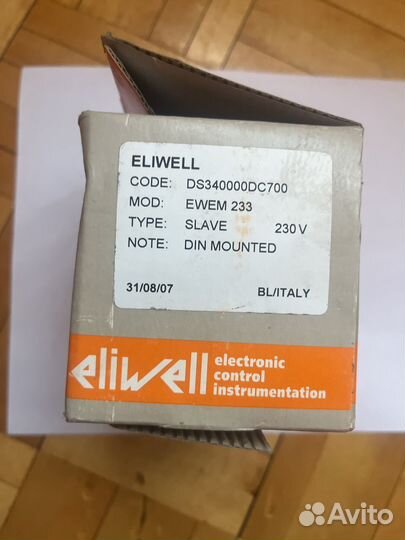 ELIWELL
CODE: DS340000DC700
MOD: EWEM 233
TYPE: SLAVE 230 V
NOTE: DIN MOUNTED
31/08/07 BL/ITALY
eliwell electronic
control
instrumentation
Avito